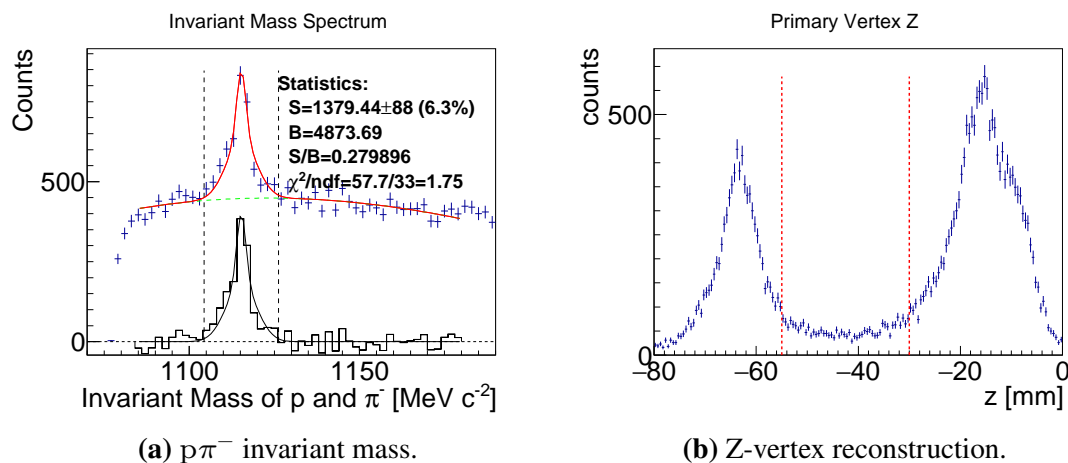 Invariant Mass Spectrum
Counts
500
0
Statistics:
S=1379.44±88 (6.3%)
B=4873.69
S/B=0.279896
χ²/ndf=57.7/33=1.75
1100 1150
Invariant Mass of p and π⁻ [MeV c⁻²]
(a) pπ⁻ invariant mass.
Primary Vertex Z
counts
500
0
−80 −60 −40 −20 0
z [mm]
(b) Z-vertex reconstruction.